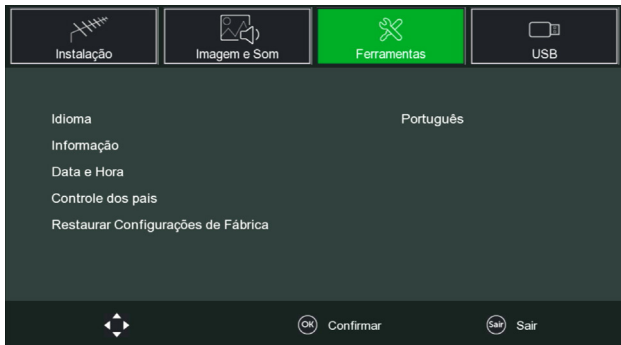 Instalação
Imagem e Som
Ferramentas
USB
Idioma Português
Informação
Data e Hora
Controle dos pais
Restaurar Configurações de Fábrica
OK Confirmar Sair Sair